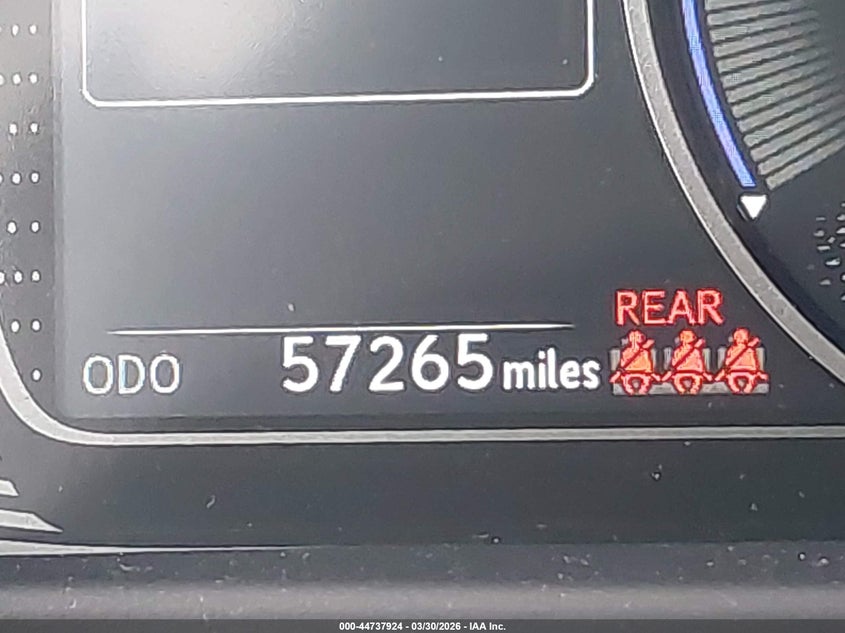 REAR
ODO 57265 miles
000-44737924 - 03/30/2026 - IAA Inc.